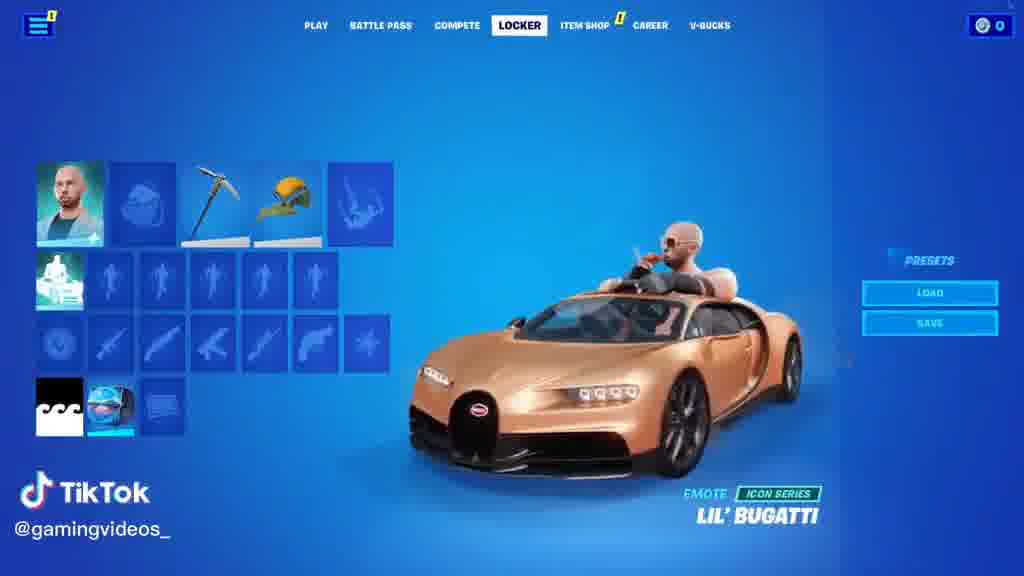 PLAY BATTLE PASS COMPETE LOCKER ITEM SHOP ! CAREER V-BUCKS
! 0
PRESETS
LOAD
SAVE
EMOTE ICON SERIES
LIL' BUGATTI
TikTok
@gamingvideos_